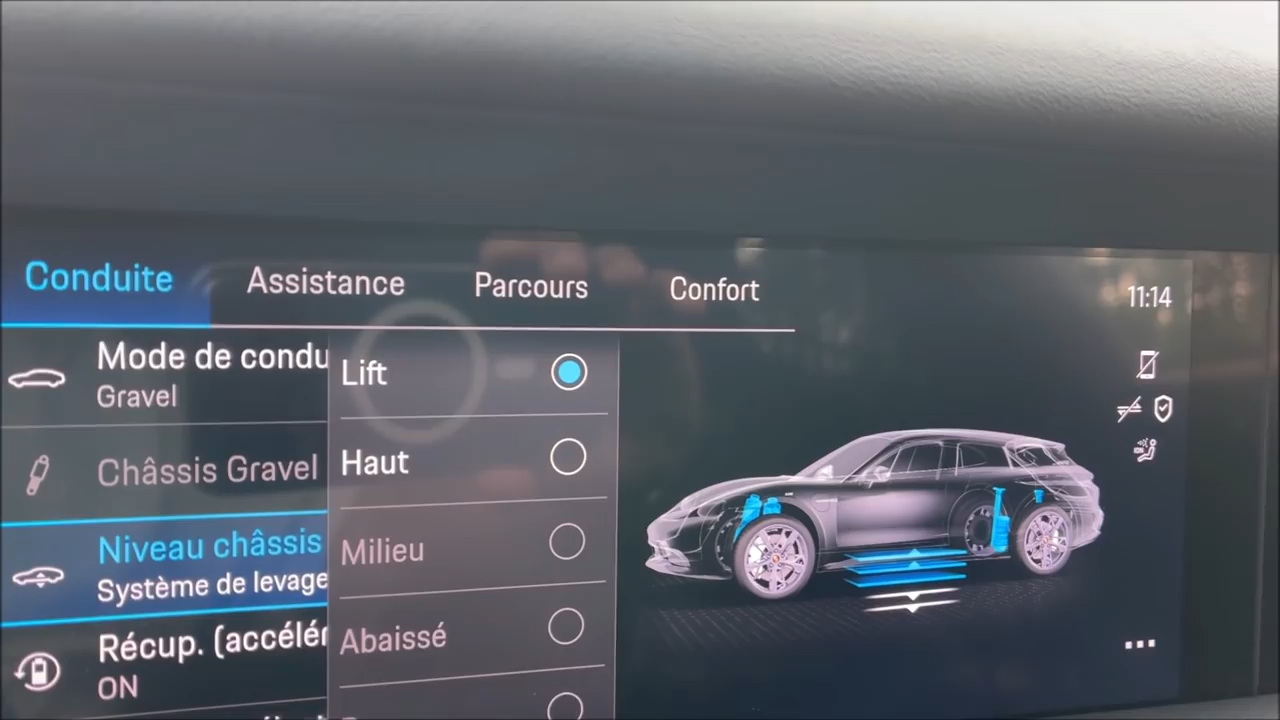 Conduite
Assistance
Parcours
Confort
11:14
Mode de condu
Gravel
Châssis Gravel
Niveau châssis
Système de levage
Récup. (accélér
ON
Lift
Haut
Milieu
Abaissé